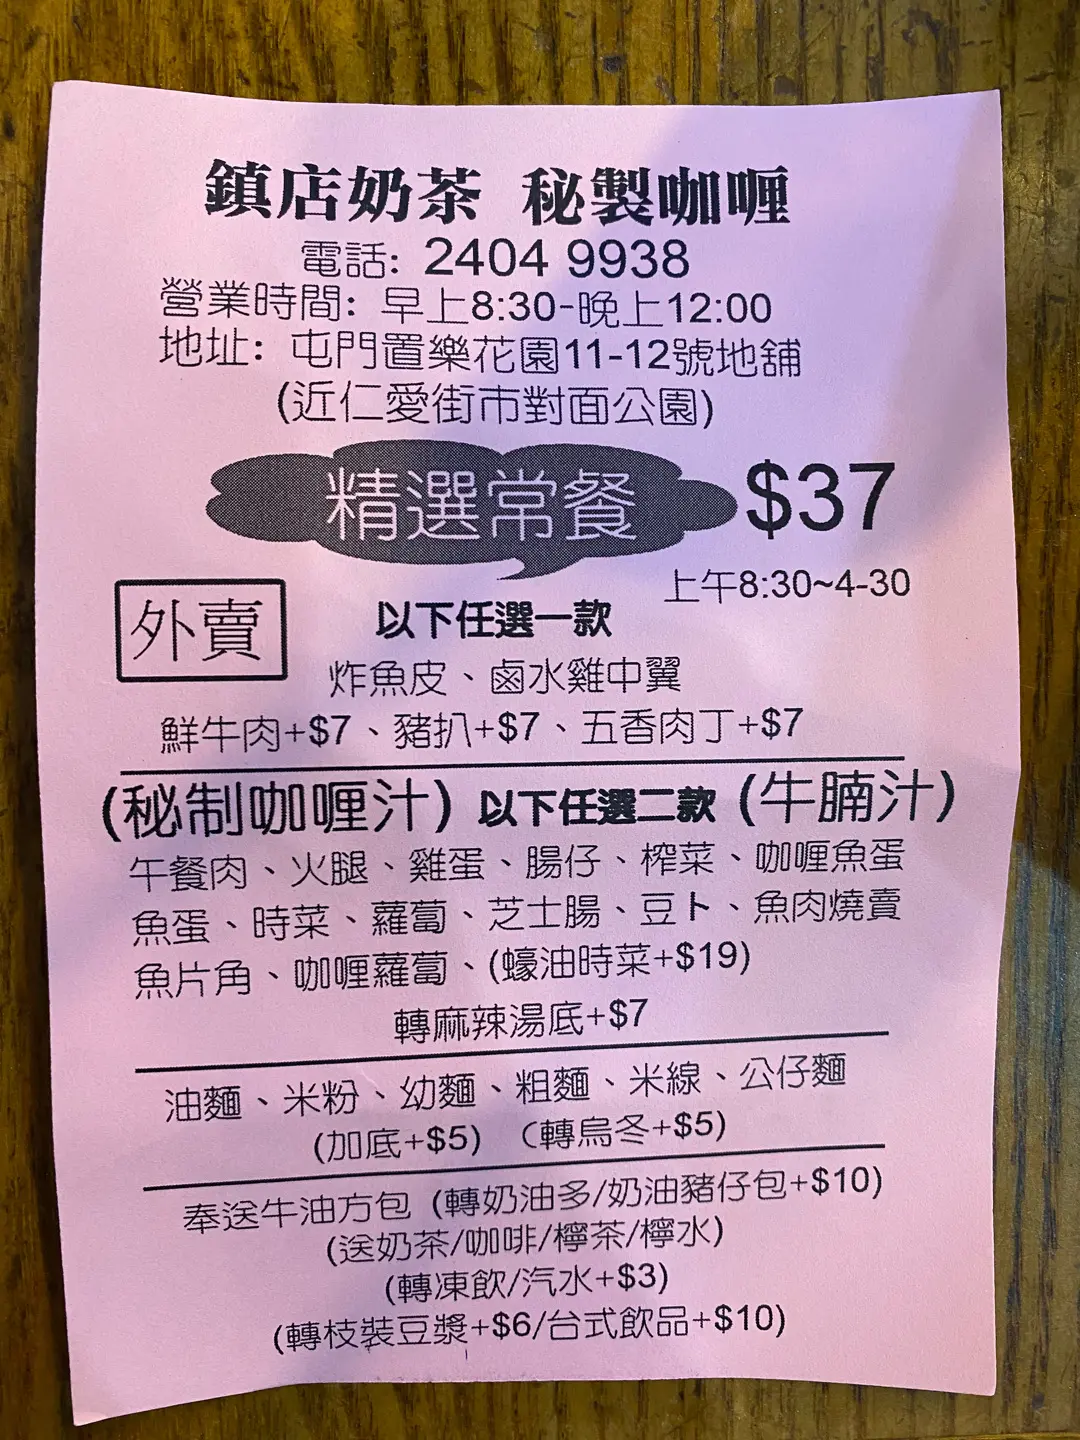 鎮店奶茶 秘製咖喱
電話: 2404 9938
營業時間: 早上8:30-晚上12:00
地址: 屯門置樂花園11-12號地舖
(近仁愛街市對面公園)
精選常餐 $37
上午8:30~4-30
外賣
以下任選一款
炸魚皮、鹵水雞中翼
鮮牛肉+$7、豬扒+$7、五香肉丁+$7
(秘制咖喱汁) 以下任選二款 (牛腩汁)
午餐肉、火腿、雞蛋、腸仔、榨菜、咖喱魚蛋
魚蛋、時菜、蘿蔔、芝士腸、豆卜、魚肉燒賣
魚片角、咖喱蘿蔔、(蠔油時菜+$19)
轉麻辣湯底+$7
油麵、米粉、幼麵、粗麵、米線、公仔麵
(加底+$5) (轉烏冬+$5)
奉送牛油方包 (轉奶油多/奶油豬仔包+$10)
(送奶茶/咖啡/檸茶/檸水)
(轉凍飲/汽水+$3)
(轉枝裝豆漿+$6/台式飲品+$10)